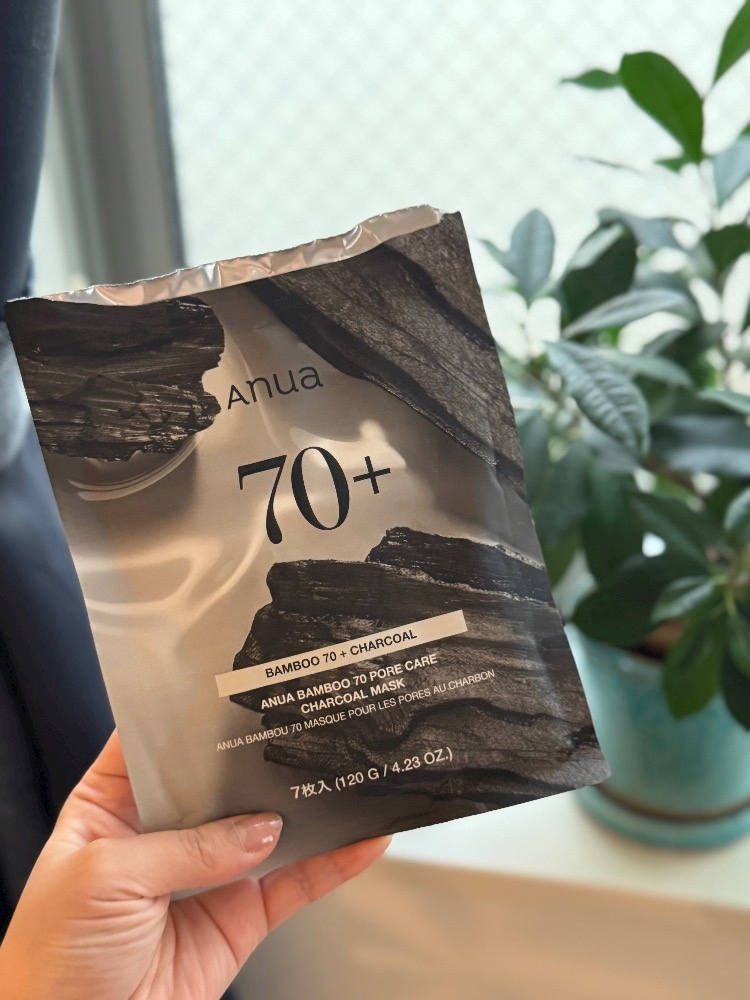 Anua
70+
BAMBOO 70 + CHARCOAL
ANUA BAMBOO 70 PORE CARE
CHARCOAL MASK
ANUA BAMBOU 70 MASQUE POUR LES PORES AU CHARBON
7枚入 (120 G / 4.23 OZ.)